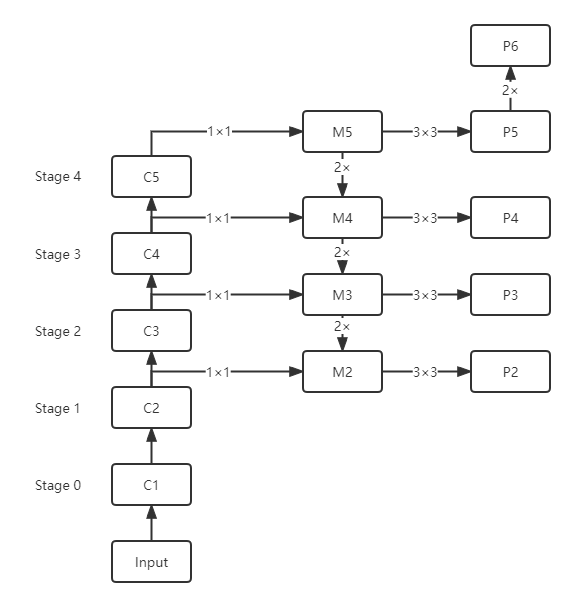 P6
2×
1×1
M5
3×3
P5
Stage 4
C5
2×
1×1
M4
3×3
P4
Stage 3
C4
2×
1×1
M3
3×3
P3
Stage 2
C3
2×
1×1
M2
3×3
P2
Stage 1
C2
Stage 0
C1
Input